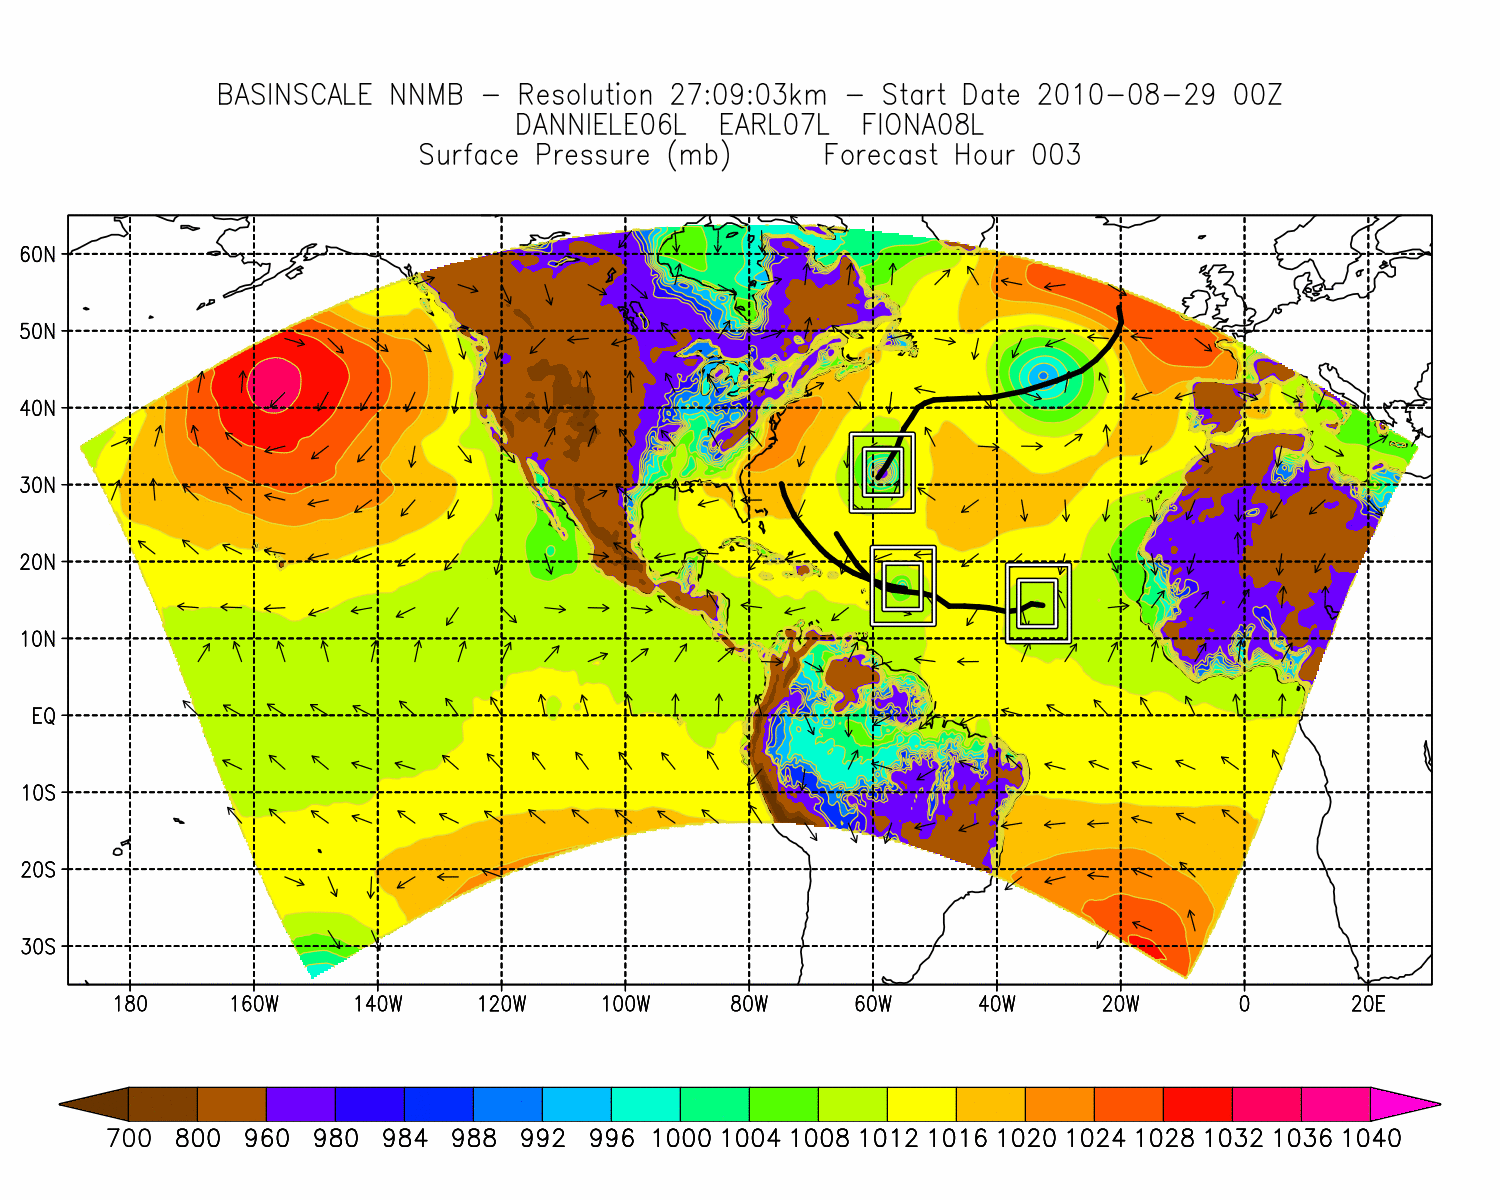 BASINSCALE NNMB - Resolution 27:09:03km - Start Date 2010-08-29 00Z
DANNIELE06L EARL07L FIONA08L
Surface Pressure (mb) Forecast Hour 003
60N
50N
40N
30N
20N
10N
EQ
10S
20S
30S
180 160W 140W 120W 100W 80W 60W 40W 20W 0 20E
700 800 960 980 984 988 992 996 1000 1004 1008 1012 1016 1020 1024 1028 1032 1036 1040